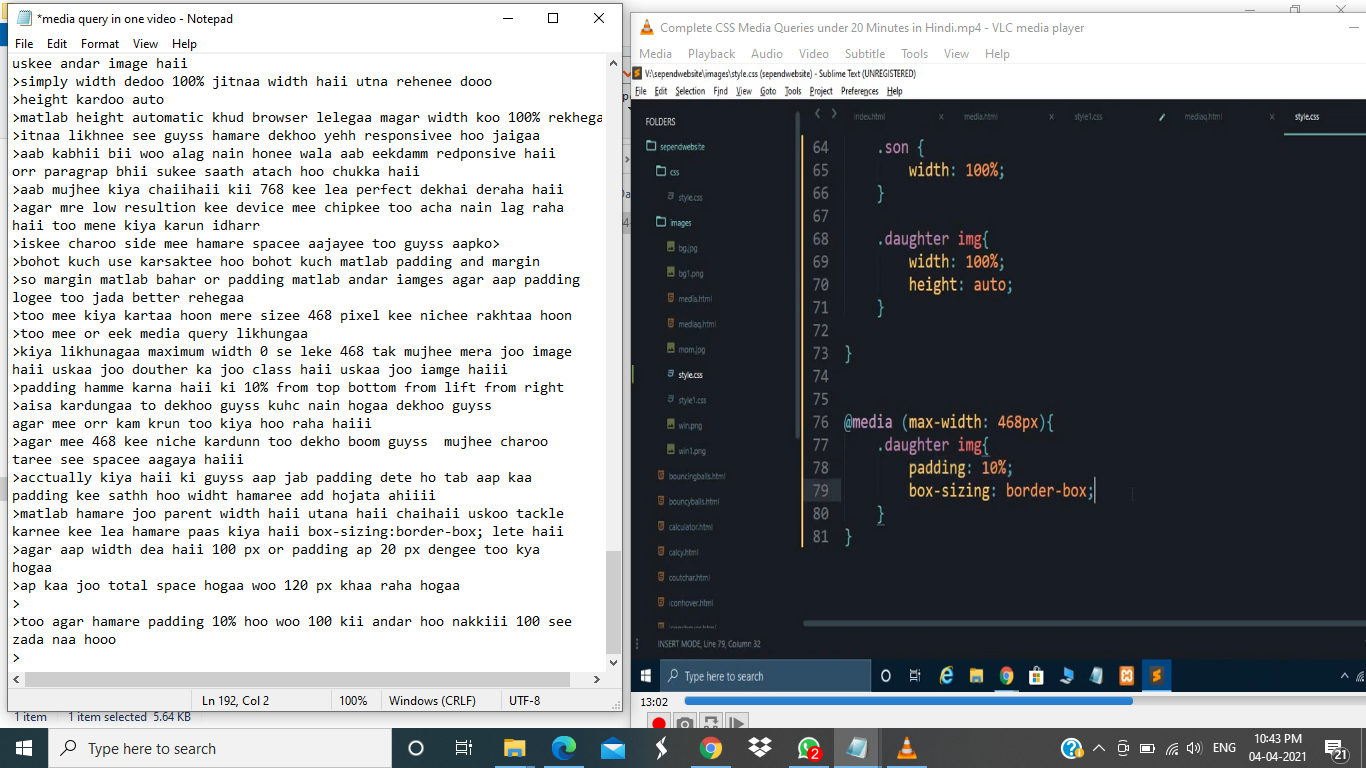 *media query in one video - Notepad
File Edit Format View Help
uskee andar image haii
>simply width dedoo 100% jitnaa width haii utna rehenee dooo
>height kardoo auto
>matlab height automatic khud browser lelegaa magar width koo 100% rekhega
>itnaa likhnee see guyss hamare dekhoo yehh responsivee hoo jaigaa
>aab kabhii bii woo alag nain honee wala aab eekdamm redponsive haii
orr paragrap bhii sukee saath atach hoo chukka haii
>aab mujhee kiya chaiihaii kii 768 kee lea perfect dekhai deraha haii
>agar mre low resultion kee device mee chipkee too acha nain lag raha
haii too mene kiya karun idharr
>iskee charoo side mee hamare spacee aajayee too guyss aapko>
>bohot kuch use karsaktee hoo bohot kuch matlab padding and margin
>so margin matlab bahar or padding matlab andar iamges agar aap padding
logee too jada better rehegaa
>too mee kiya kartaa hoon mere sizee 468 pixel kee nichee rakhtaa hoon
>too mee or eek media query likhungaa
>kiya likhunagaa maximum width 0 se leke 468 tak mujhee mera joo image
haii uskaa joo douther ka joo class haii uskaa joo iamge haiii
>padding hamme karna haii ki 10% from top bottom from lift from right
>aisa kardungaa to dekhoo guyss kuhc nain hogaa dekhoo guyss
agar mee orr kam krun too kiya hoo raha haiii
>agar mee 468 kee niche kardunn too dekho boom guyss  mujhee charoo
taree see spacee aagaya haiii
>acctually kiya haii ki guyss aap jab padding dete ho tab aap kaa
padding kee sathh hoo widht hamaree add hojata ahiiii
>matlab hamare joo parent width haii utana haii chaihaii uskoo tackle
karnee kee lea hamare paas kiya haii box-sizing:border-box; lete haii
>agar aap width dea haii 100 px or padding ap 20 px dengee too kya
hogaa
>ap kaa joo total space hogaa woo 120 px khaa raha hogaa
>
>too agar hamare padding 10% hoo woo 100 kii andar hoo nakkiii 100 see
zada naa hooo
>
Ln 192, Col 2 100% Windows (CRLF) UTF-8
1 item 1 item selected 5.64 KB
Complete CSS Media Queries under 20 Minutes in Hindi.mp4 - VLC media player
Media Playback Audio Video Subtitle Tools View Help
V:\sependwebsite\images\style.css (sependwebsite) - Sublime Text (UNREGISTERED)
File Edit Selection Find View Goto Tools Project Preferences Help
FOLDERS
sependwebsite
css
style.css
images
bg.jpg
bg1.png
media.html
mediaq.html
mom.jpg
style.css
style1.css
win.png
win1.png
bouncingballs.html
bouncyballs.html
calculator.html
calcy.html
coutchar.html
iconhover.html
index.html media.html style1.css mediaq.html style.css
64 .son {
65 width: 100%;
66 }
67
68 .daughter img{
69 width: 100%;
70 height: auto;
71 }
72
73 }
74
75
76 @media (max-width: 468px){
77 .daughter img{
78 padding: 10%;
79 box-sizing: border-box;
80 }
81 }
INSERT MODE, Line 79, Column 32
Type here to search
13:02
Type here to search
2
ENG
10:43 PM
04-04-2021
21